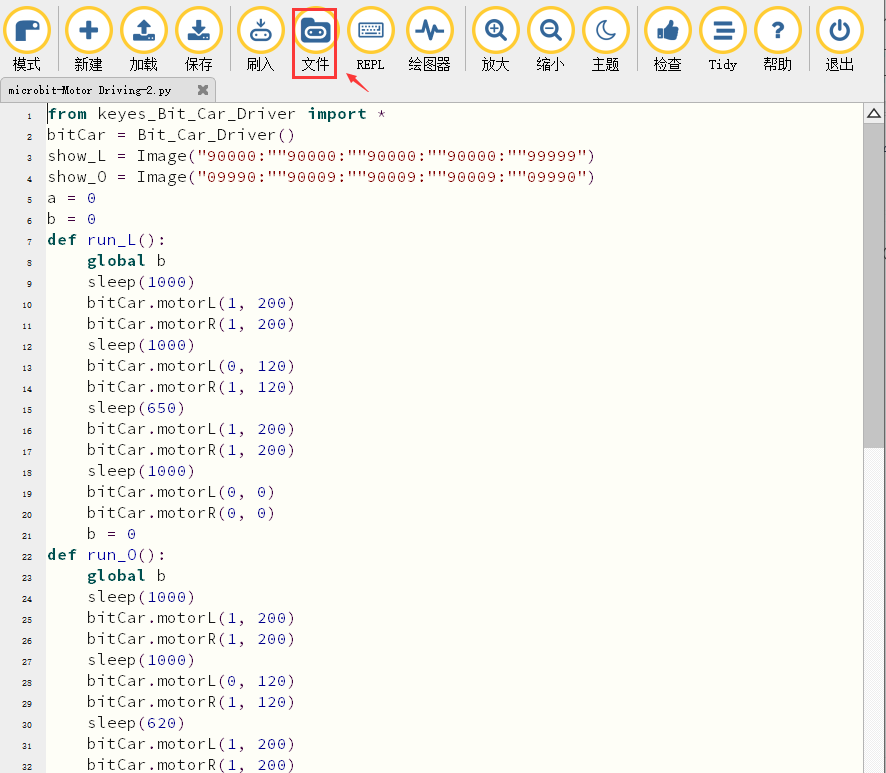 模式 新建 加载 保存 刷入 文件 REPL 绘图器 放大 缩小 主题 检查 Tidy 帮助 退出
microbit-Motor Driving-2.py
1 from keyes_Bit_Car_Driver import *
2 bitCar = Bit_Car_Driver()
3 show_L = Image("90000:""90000:""90000:""90000:""99999")
4 show_O = Image("09990:""90009:""90009:""90009:""09990")
5 a = 0
6 b = 0
7 def run_L():
8     global b
9     sleep(1000)
10     bitCar.motorL(1, 200)
11     bitCar.motorR(1, 200)
12     sleep(1000)
13     bitCar.motorL(0, 120)
14     bitCar.motorR(1, 120)
15     sleep(650)
16     bitCar.motorL(1, 200)
17     bitCar.motorR(1, 200)
18     sleep(1000)
19     bitCar.motorL(0, 0)
20     bitCar.motorR(0, 0)
21     b = 0
22 def run_O():
23     global b
24     sleep(1000)
25     bitCar.motorL(1, 200)
26     bitCar.motorR(1, 200)
27     sleep(1000)
28     bitCar.motorL(0, 120)
29     bitCar.motorR(1, 120)
30     sleep(620)
31     bitCar.motorL(1, 200)
32     bitCar.motorR(1, 200)